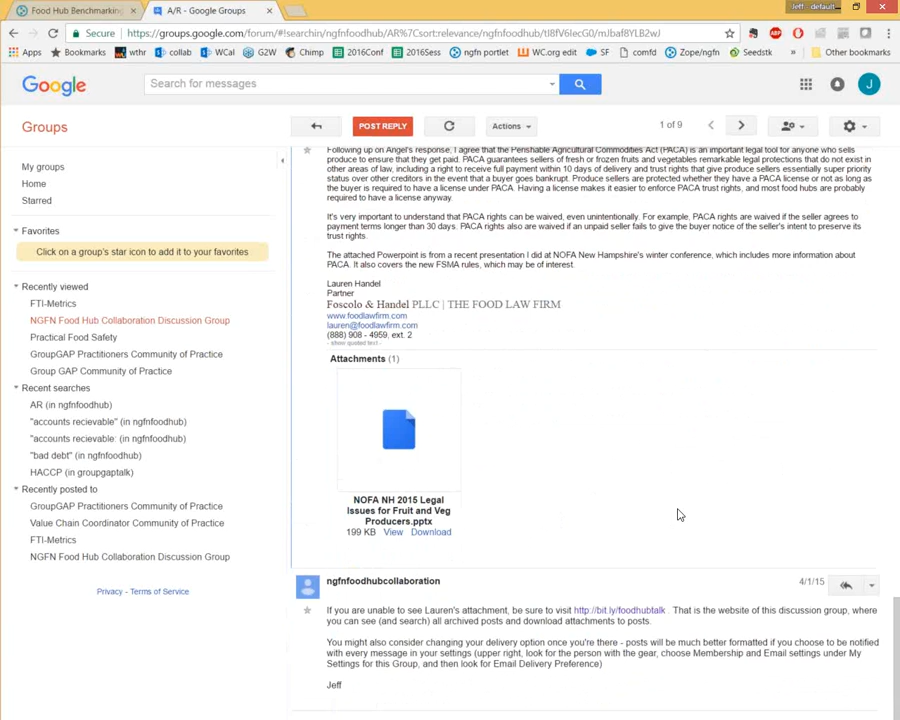 Food Hub Benchmarking
A/R - Google Groups
Jeff - default...
Secure
https://groups.google.com/forum/#!searchin/ngfnfoodhub/AR%7Csort:relevance/ngfnfoodhub/tJ8fV6IecG0/mJbaf8YLB2wJ
Apps
Bookmarks
wthr
collab
WCal
G2W
Chimp
2016Conf
2016Sess
ngfn portlet
WC.org edit
SF
comfd
Zope/ngfn
Seedstk
»
Other bookmarks
Google
Search for messages
J
Groups
POST REPLY
Actions
1 of 9
My groups
Home
Starred
Favorites
Click on a group's star icon to add it to your favorites
Recently viewed
FTI-Metrics
NGFN Food Hub Collaboration Discussion Group
Practical Food Safety
GroupGAP Practitioners Community of Practice
Group GAP Community of Practice
Recent searches
AR (in ngfnfoodhub)
"accounts recievable" (in ngfnfoodhub)
"accounts recievable: (in ngfnfoodhub)
"bad debt" (in ngfnfoodhub)
HACCP (in groupgaptalk)
Recently posted to
GroupGAP Practitioners Community of Practice
Value Chain Coordinator Community of Practice
FTI-Metrics
NGFN Food Hub Collaboration Discussion Group
Privacy - Terms of Service
Following up on Angel's response, I agree that the Perishable Agricultural Commodities Act (PACA) is an important legal tool for anyone who sells
produce to ensure that they get paid. PACA guarantees sellers of fresh or frozen fruits and vegetables remarkable legal protections that do not exist in
other areas of law, including a right to receive full payment within 10 days of delivery and trust rights that give produce sellers essentially super priority
status over other creditors in the event that a buyer goes bankrupt. Produce sellers are protected whether they have a PACA license or not as long as
the buyer is required to have a license under PACA. Having a license makes it easier to enforce PACA trust rights, and most food hubs are probably
required to have a license anyway.
It's very important to understand that PACA rights can be waived, even unintentionally. For example, PACA rights are waived if the seller agrees to
payment terms longer than 30 days. PACA rights also are waived if an unpaid seller fails to give the buyer notice of the seller's intent to preserve its
trust rights.
The attached Powerpoint is from a recent presentation I did at NOFA New Hampshire's winter conference, which includes more information about
PACA. It also covers the new FSMA rules, which may be of interest.
Lauren Handel
Partner
Foscolo & Handel PLLC | THE FOOD LAW FIRM
www.foodlawfirm.com
lauren@foodlawfirm.com
(888) 908 - 4959, ext. 2
- show quoted text -
Attachments (1)
NOFA NH 2015 Legal
Issues for Fruit and Veg
Producers.pptx
199 KB View Download
ngfnfoodhubcollaboration
4/1/15
If you are unable to see Lauren's attachment, be sure to visit http://bit.ly/foodhubtalk . That is the website of this discussion group, where
you can see (and search) all archived posts and download attachments to posts.
You might also consider changing your delivery option once you're there - posts will be much better formatted if you choose to be notified
with every message in your settings (upper right, look for the person with the gear, choose Membership and Email settings under My
Settings for this Group, and then look for Email Delivery Preference)
Jeff